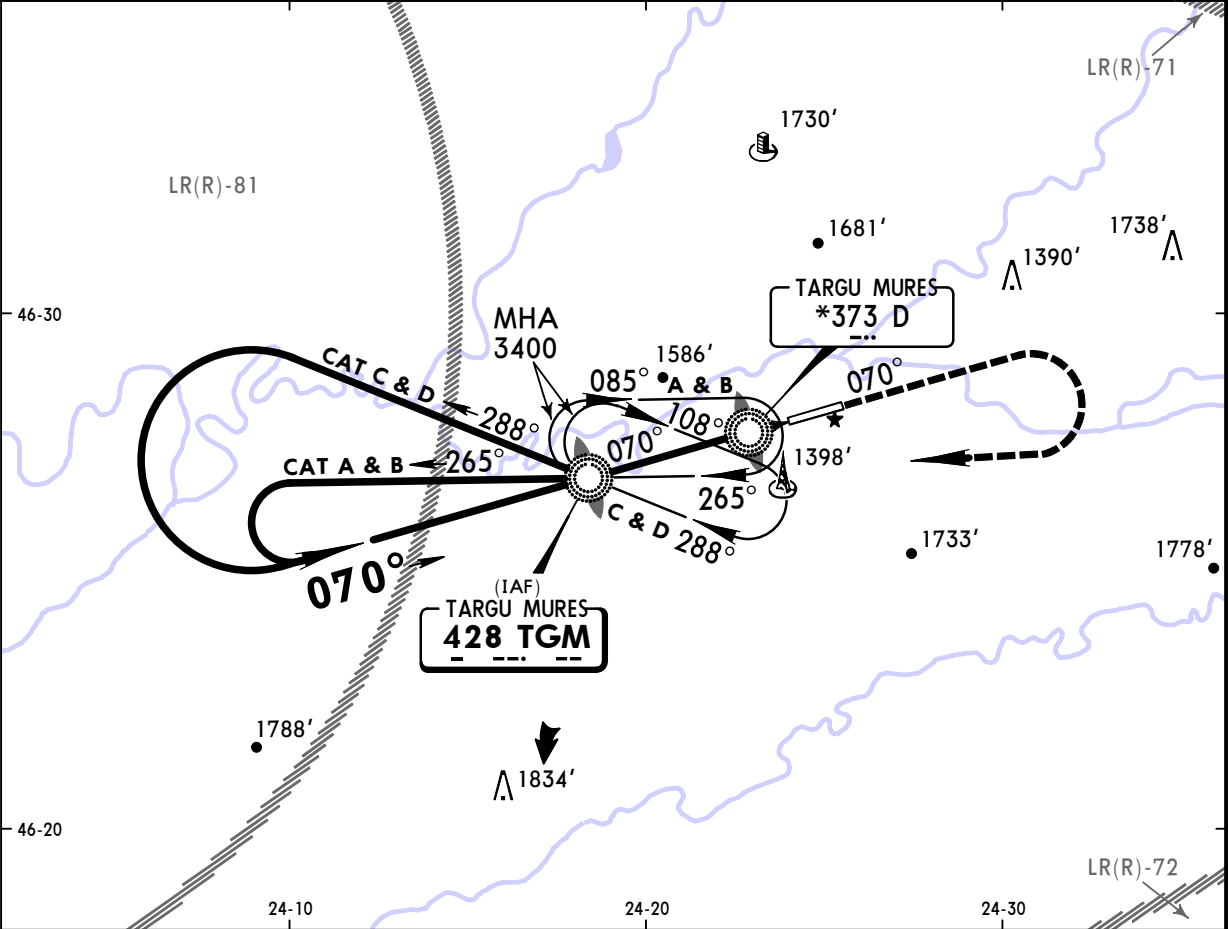 LR(R)-71
1730'
LR(R)-81
1681'
1738'
1390'
TARGU MURES
*373 D
46-30
MHA
3400
1586'
CAT C & D
085°
A & B
070°
288°
108°
070°
CAT A & B
265°
1398'
265°
C & D 288°
070°
1733'
1778'
(IAF)
TARGU MURES
428 TGM
1788'
1834'
46-20
LR(R)-72
24-10
24-20
24-30